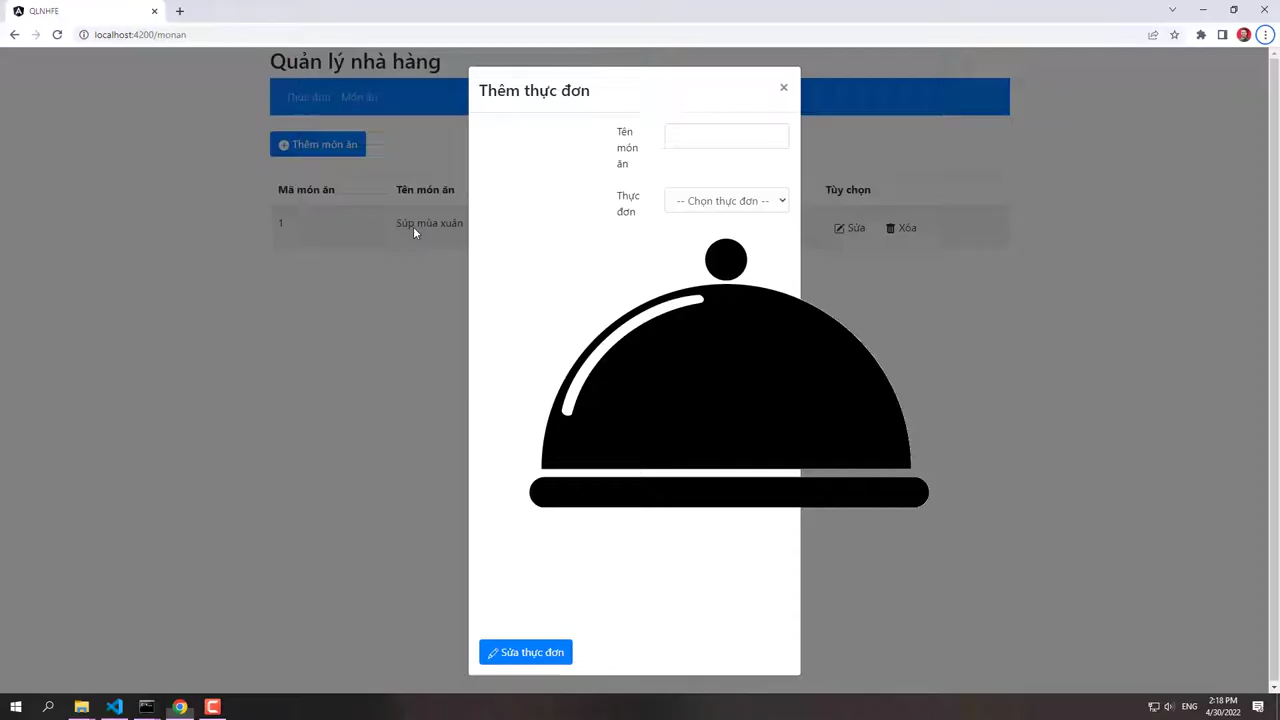 QLNHFE
localhost:4200/monan
Quản lý nhà hàng
Thực đơn Món ăn
Thêm món ăn
Mã món ăn Tên món ăn Tùy chọn
1 Súp mùa xuân Sửa Xóa
Thêm thực đơn ×
Tên
món
ăn
Thực
đơn
-- Chọn thực đơn --
Sửa thực đơn
ENG
2:18 PM
4/30/2022